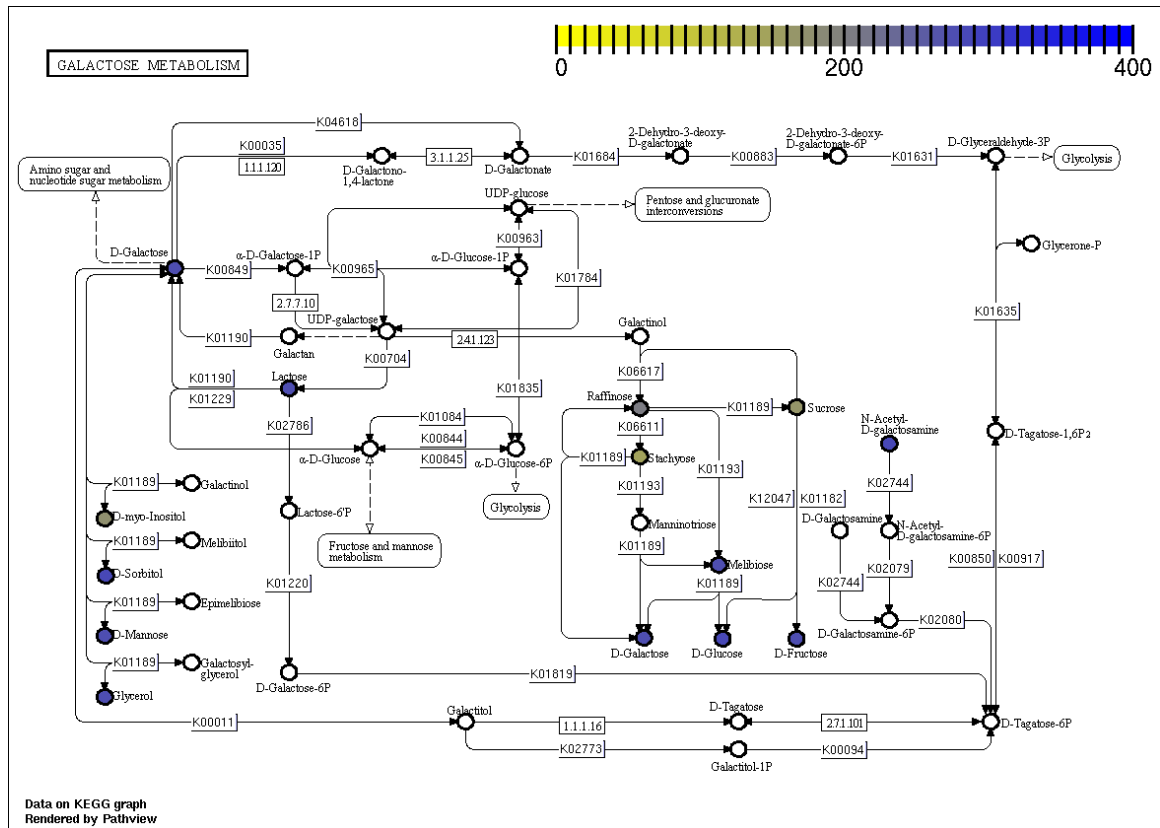 GALACTOSE METABOLISM
0
200
400
K04618
K00035
1.1.1.120
3.1.1.25
K01684
K00883
K01631
2-Dehydro-3-deoxy-
D-galactonate
2-Dehydro-3-deoxy-
D-galactonate-6P
D-Glyceraldehyde-3P
Glycolysis
Amino sugar and
nucleotide sugar metabolism
D-Galactono-
1,4-lactone
D-Galactonate
UDP-glucose
Pentose and glucuronate
interconversions
K00963
Glycerone-P
D-Galactose
α-D-Galactose-1P
α-D-Glucose-1P
K00849
K00965
K01784
2.7.7.10
K01635
UDP-galactose
Galactinol
K01190
Galactan
2.4.1.123
K00704
K06617
K01190
K01229
Lactose
K01835
Raffinose
K01189
Sucrose
N-Acetyl-
D-galactosamine
K02786
K01084
K00844
K00845
α-D-Glucose
α-D-Glucose-6P
K06611
K01189
Stachyose
K01193
D-Tagatose-1,6P2
K01189
Galactinol
K01193
K02744
D-myo-Inositol
Lactose-6'P
Glycolysis
K12047
K01182
D-Galactosamine
Manninotriose
N-Acetyl-
D-galactosamine-6P
K01189
Melibiitol
Fructose and mannose
metabolism
K01189
Melibiose
K00850
K00917
D-Sorbitol
K01220
K01189
K02744
K02079
K01189
Epimelibiose
D-Mannose
D-Galactosamine-6P
K02080
K01189
Galactosyl-
glycerol
D-Galactose
D-Glucose
D-Fructose
Glycerol
D-Galactose-6P
K01819
K00011
Galactitol
1.1.1.16
D-Tagatose
2.7.1.101
D-Tagatose-6P
K02773
Galactitol-1P
K00094
Data on KEGG graph
Rendered by Pathview